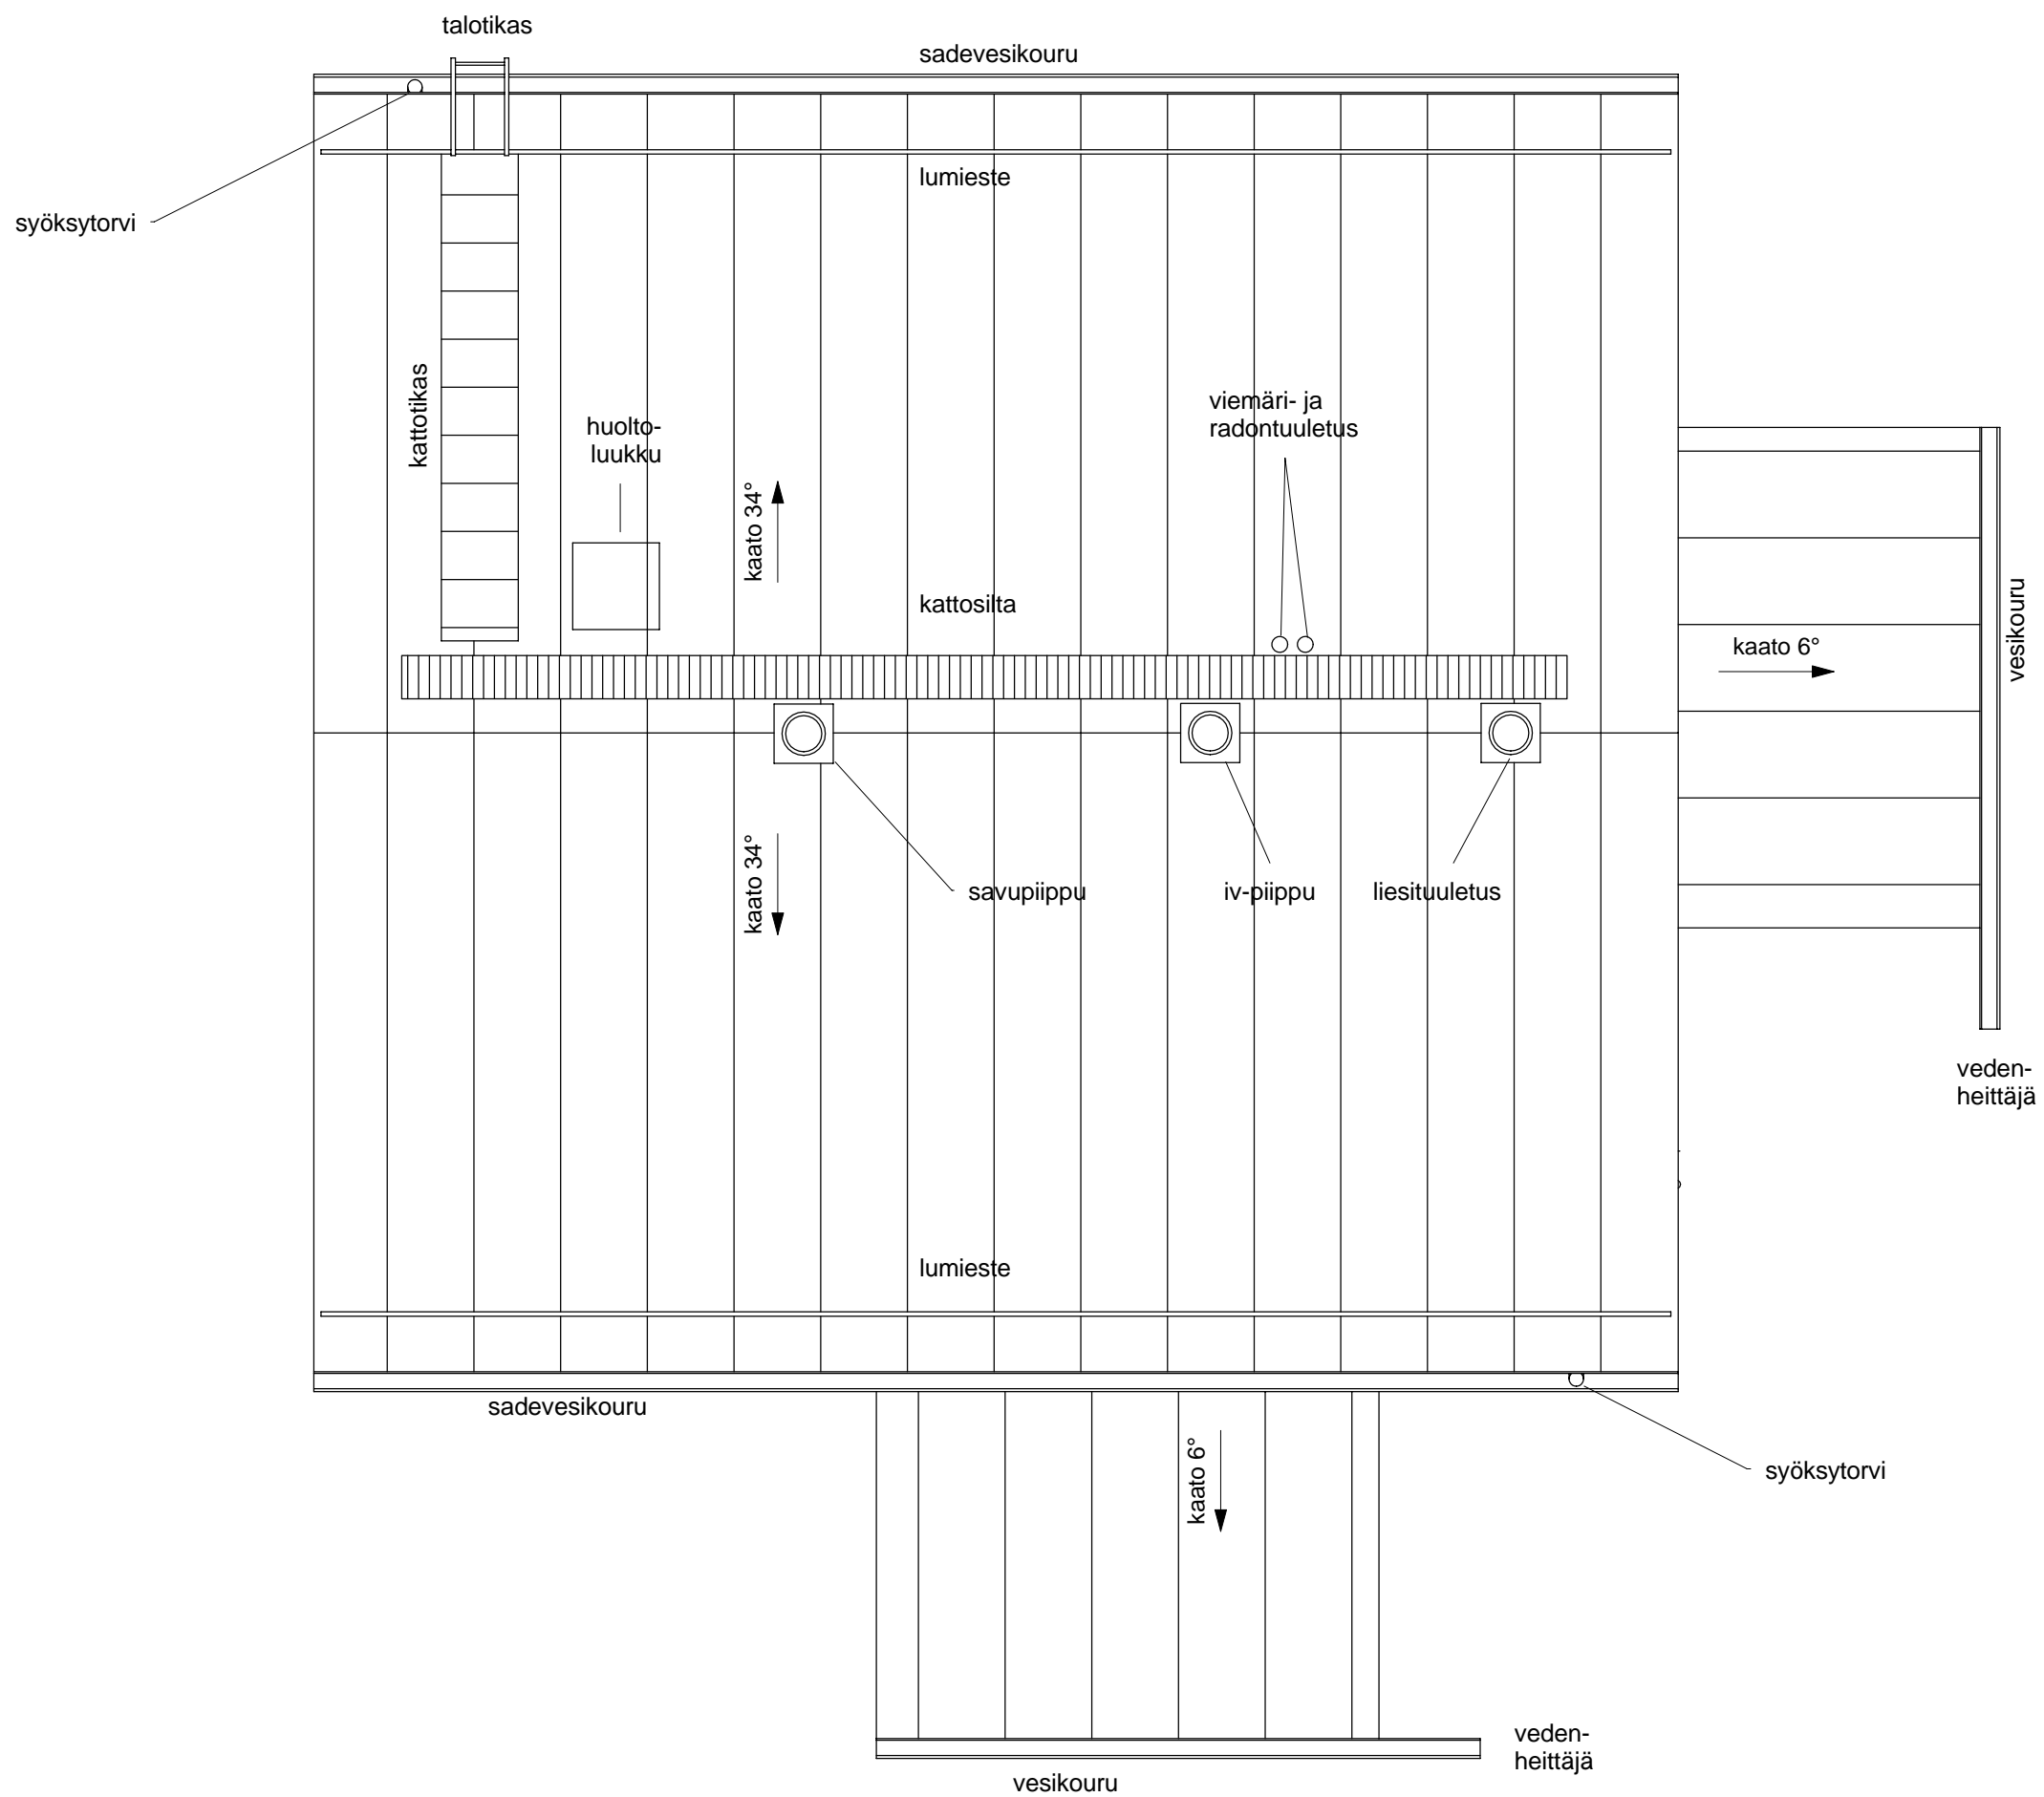 talotikas
sadevesikouru
lumieste
syöksytorvi
kattotikas
huolto-
luukku
viemäri- ja
radontuuletus
kaato 34°
kattosilta
kaato 6°
vesikouru
kaato 34°
savupiippu
iv-piippu
liesituuletus
veden-
heittäjä
lumieste
sadevesikouru
kaato 6°
syöksytorvi
veden-
heittäjä
vesikouru